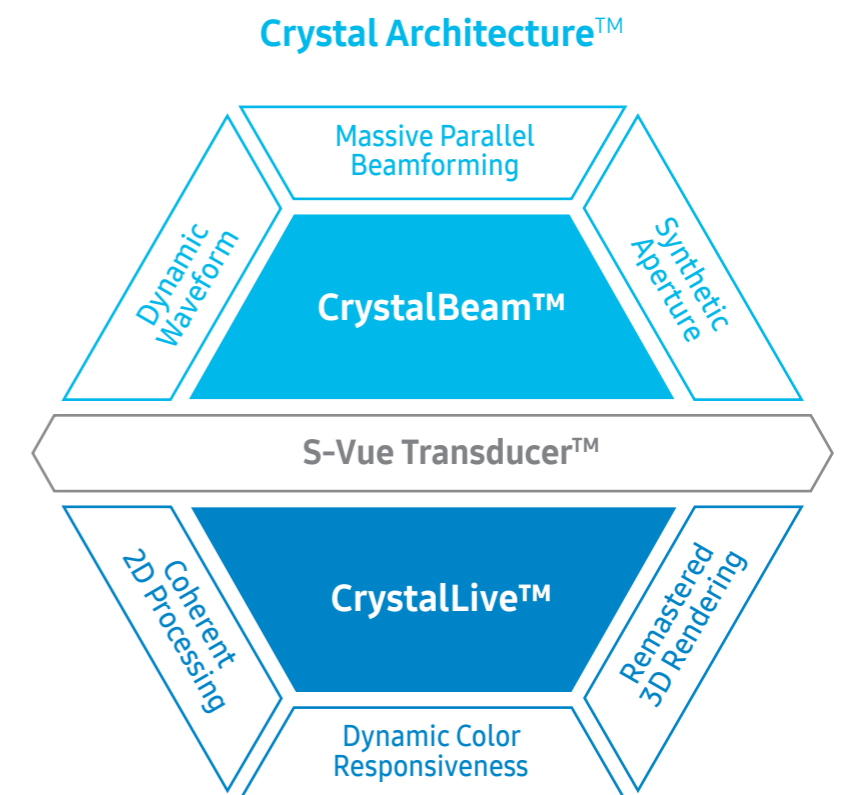 Crystal Architecture™
Massive Parallel
Beamforming
Dynamic
Waveform
Synthetic
Aperture
CrystalBeam™
S-Vue Transducer™
Coherent
2D Processing
CrystalLive™
Remastered
3D Rendering
Dynamic Color
Responsiveness